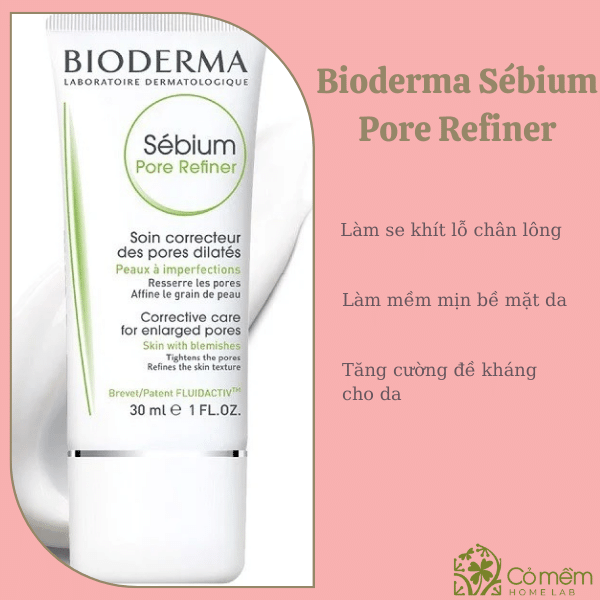 BIODERMA
LABORATOIRE DERMATOLOGIQUE
Sébium
Pore Refiner
Soin correcteur
des pores dilatés
Peaux à imperfections
Resserre les pores
Affine le grain de peau
Corrective care
for enlarged pores
Skin with blemishes
Tightens the pores
Refines the skin texture
Brevet/Patent FLUIDACTIV™
30 ml e 1 FL.OZ.
Bioderma Sébium
Pore Refiner
Làm se khít lỗ chân lông
Làm mềm mịn bề mặt da
Tăng cường đề kháng
cho da
Cỏ mềm
HOME LAB